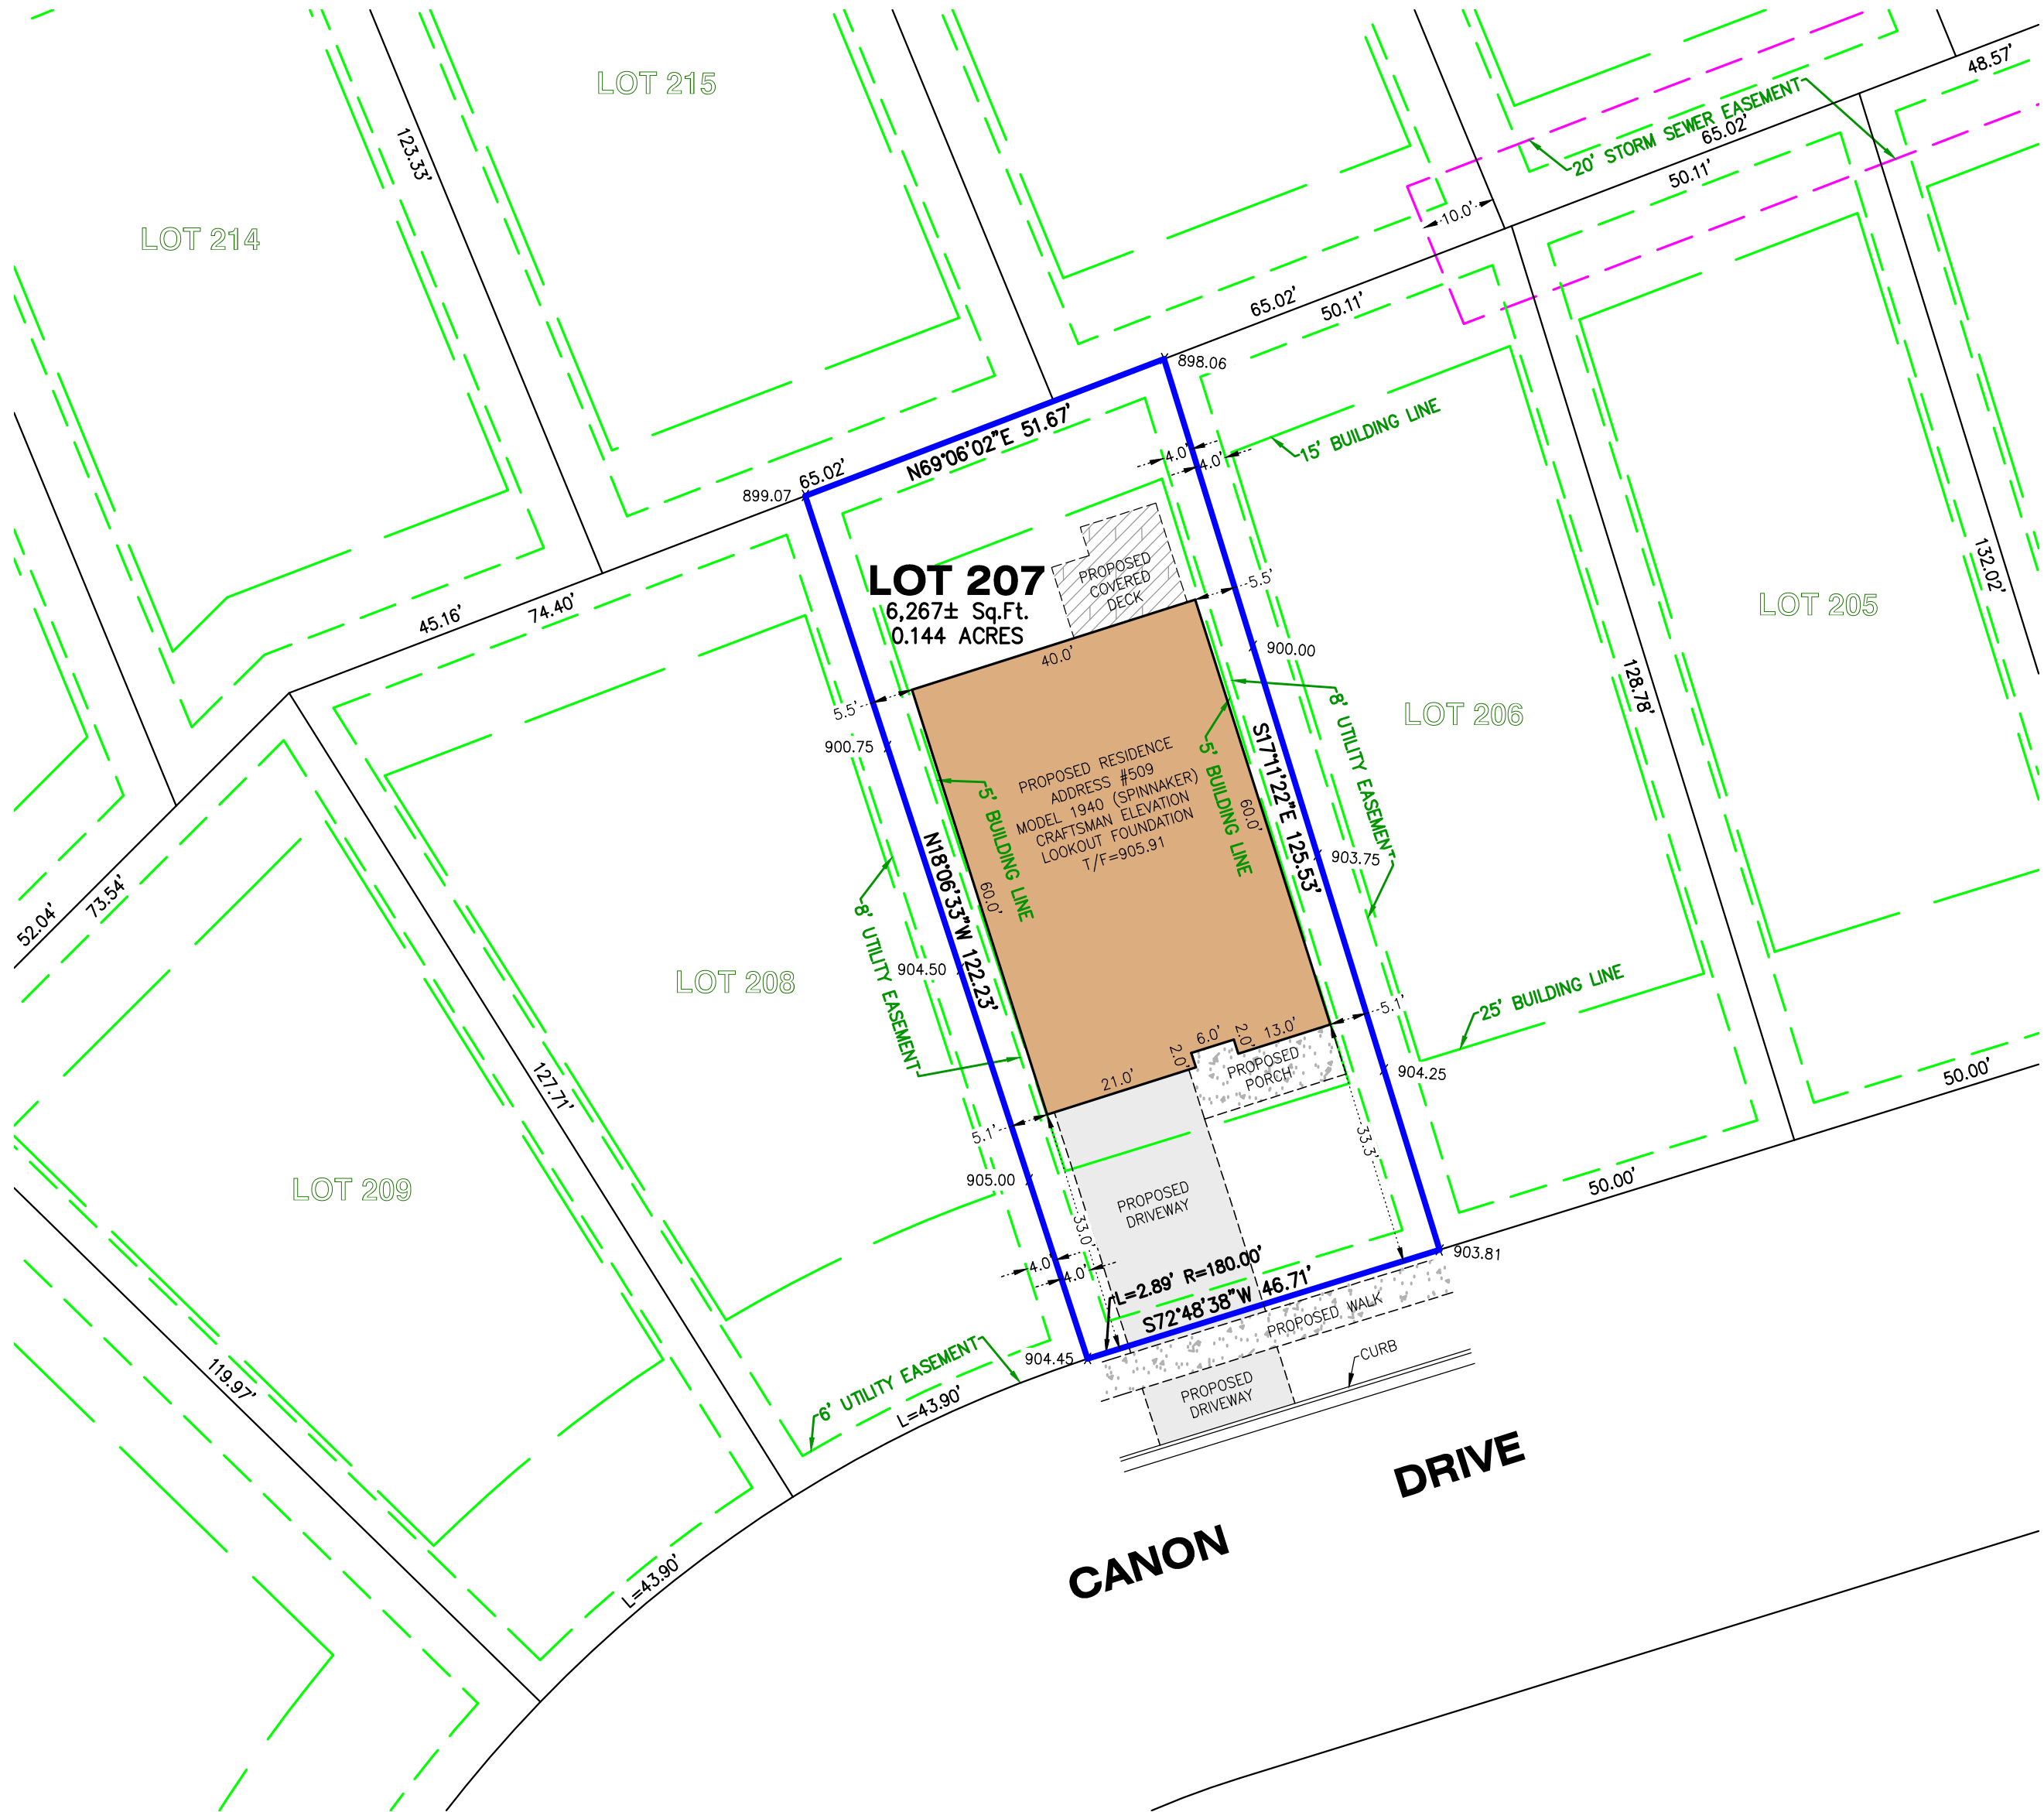 48.57'
LOT 215
20' STORM SEWER EASEMENT
65.02'
123.33'
50.11'
10.0'
LOT 214
65.02'
50.11'
898.06
N69°06'02"E 51.67'
15' BUILDING LINE
4.0'
4.0'
65.02'
899.07
LOT 207
6,267± Sq.Ft.
0.144 ACRES
PROPOSED
COVERED
DECK
5.5'
132.02'
45.16'
74.40'
LOT 205
40.0'
900.00
128.78'
5.5'
900.75
LOT 206
8' UTILITY EASEMENT
5' BUILDING LINE
S17°11'22"E 125.53'
PROPOSED RESIDENCE
ADDRESS #509
MODEL 1940 (SPINNAKER)
CRAFTSMAN ELEVATION
LOOKOUT FOUNDATION
T/F=905.91
60.0'
5' BUILDING LINE
903.75
N18°06'33"W 122.23'
60.0'
73.54'
52.04'
8' UTILITY EASEMENT
904.50
LOT 208
25' BUILDING LINE
5.1'
2.0'
6.0'
2.0'
13.0'
PROPOSED
PORCH
904.25
21.0'
50.00'
127.71'
5.1'
33.3'
905.00
LOT 209
PROPOSED
DRIVEWAY
50.00'
33.0'
903.81
4.0'
4.0'
L=2.89' R=180.00'
S72°48'38"W 46.71'
PROPOSED WALK
904.45
CURB
119.97'
6' UTILITY EASEMENT
L=43.90'
PROPOSED
DRIVEWAY
CANON DRIVE
L=43.90'